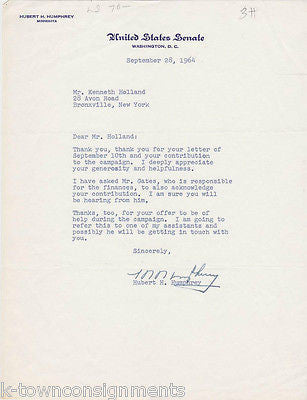 HUBERT H. HUMPHREY
MINNESOTA
United States Senate
WASHINGTON, D.C.
September 28, 1964
Mr. Kenneth Holland
28 Avon Road
Bronxville, New York
Dear Mr. Holland:
Thank you, thank you for your letter of
September 10th and your contribution
to the campaign. I deeply appreciate
your generosity and helpfulness.
I have asked Mr. Gates, who is responsible
for the finances, to also acknowledge
your contribution. I am sure you will
be hearing from him.
Thanks, too, for your offer to be of
help during the campaign. I am going to
refer this to one of my assistants and
possibly he will be getting in touch with
you.
Sincerely,
Hubert H. Humphrey
k-townconsignments